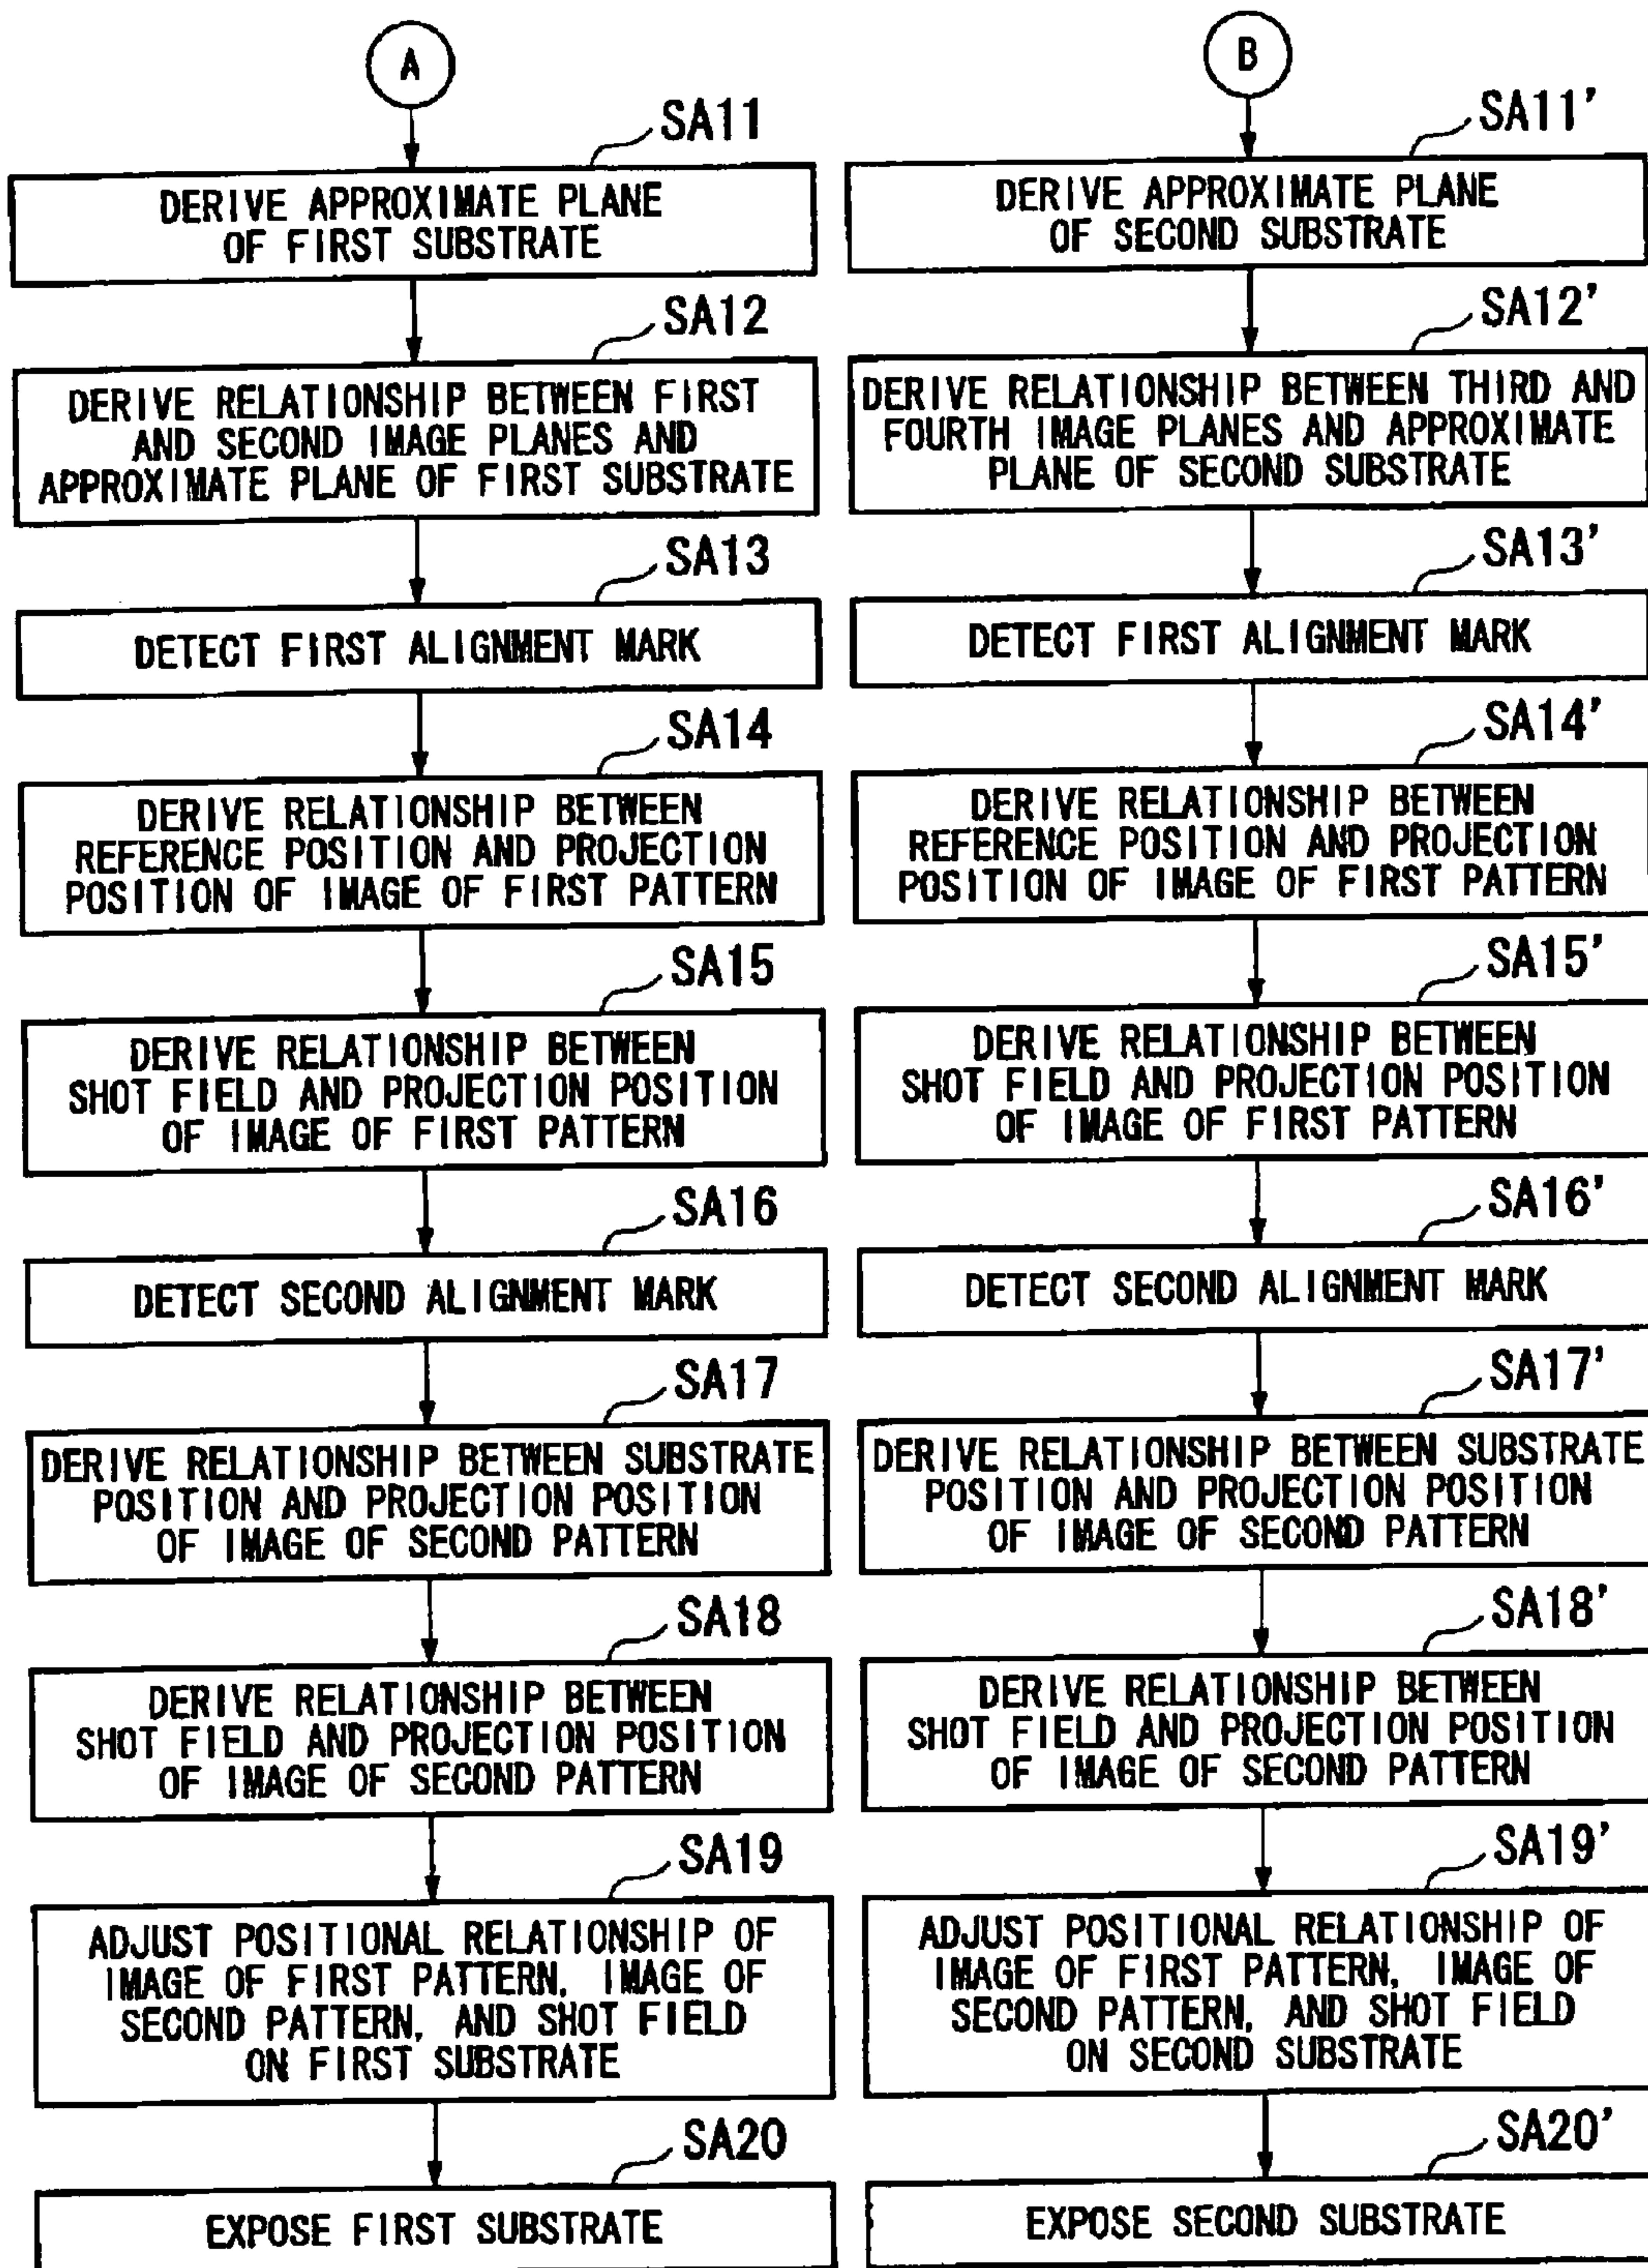 A
SA11
DERIVE APPROXIMATE PLANE
OF FIRST SUBSTRATE
SA12
DERIVE RELATIONSHIP BETWEEN FIRST
AND SECOND IMAGE PLANES AND
APPROXIMATE PLANE OF FIRST SUBSTRATE
SA13
DETECT FIRST ALIGNMENT MARK
SA14
DERIVE RELATIONSHIP BETWEEN
REFERENCE POSITION AND PROJECTION
POSITION OF IMAGE OF FIRST PATTERN
SA15
DERIVE RELATIONSHIP BETWEEN
SHOT FIELD AND PROJECTION POSITION
OF IMAGE OF FIRST PATTERN
SA16
DETECT SECOND ALIGNMENT MARK
SA17
DERIVE RELATIONSHIP BETWEEN SUBSTRATE
POSITION AND PROJECTION POSITION
OF IMAGE OF SECOND PATTERN
SA18
DERIVE RELATIONSHIP BETWEEN
SHOT FIELD AND PROJECTION POSITION
OF IMAGE OF SECOND PATTERN
SA19
ADJUST POSITIONAL RELATIONSHIP OF
IMAGE OF FIRST PATTERN, IMAGE OF
SECOND PATTERN, AND SHOT FIELD
ON FIRST SUBSTRATE
SA20
EXPOSE FIRST SUBSTRATE
B
SA11'
DERIVE APPROXIMATE PLANE
OF SECOND SUBSTRATE
SA12'
DERIVE RELATIONSHIP BETWEEN THIRD AND
FOURTH IMAGE PLANES AND APPROXIMATE
PLANE OF SECOND SUBSTRATE
SA13'
DETECT FIRST ALIGNMENT MARK
SA14'
DERIVE RELATIONSHIP BETWEEN
REFERENCE POSITION AND PROJECTION
POSITION OF IMAGE OF FIRST PATTERN
SA15'
DERIVE RELATIONSHIP BETWEEN
SHOT FIELD AND PROJECTION POSITION
OF IMAGE OF FIRST PATTERN
SA16'
DETECT SECOND ALIGNMENT MARK
SA17'
DERIVE RELATIONSHIP BETWEEN SUBSTRATE
POSITION AND PROJECTION POSITION
OF IMAGE OF SECOND PATTERN
SA18'
DERIVE RELATIONSHIP BETWEEN
SHOT FIELD AND PROJECTION POSITION
OF IMAGE OF SECOND PATTERN
SA19'
ADJUST POSITIONAL RELATIONSHIP OF
IMAGE OF FIRST PATTERN, IMAGE OF
SECOND PATTERN, AND SHOT FIELD
ON SECOND SUBSTRATE
SA20'
EXPOSE SECOND SUBSTRATE